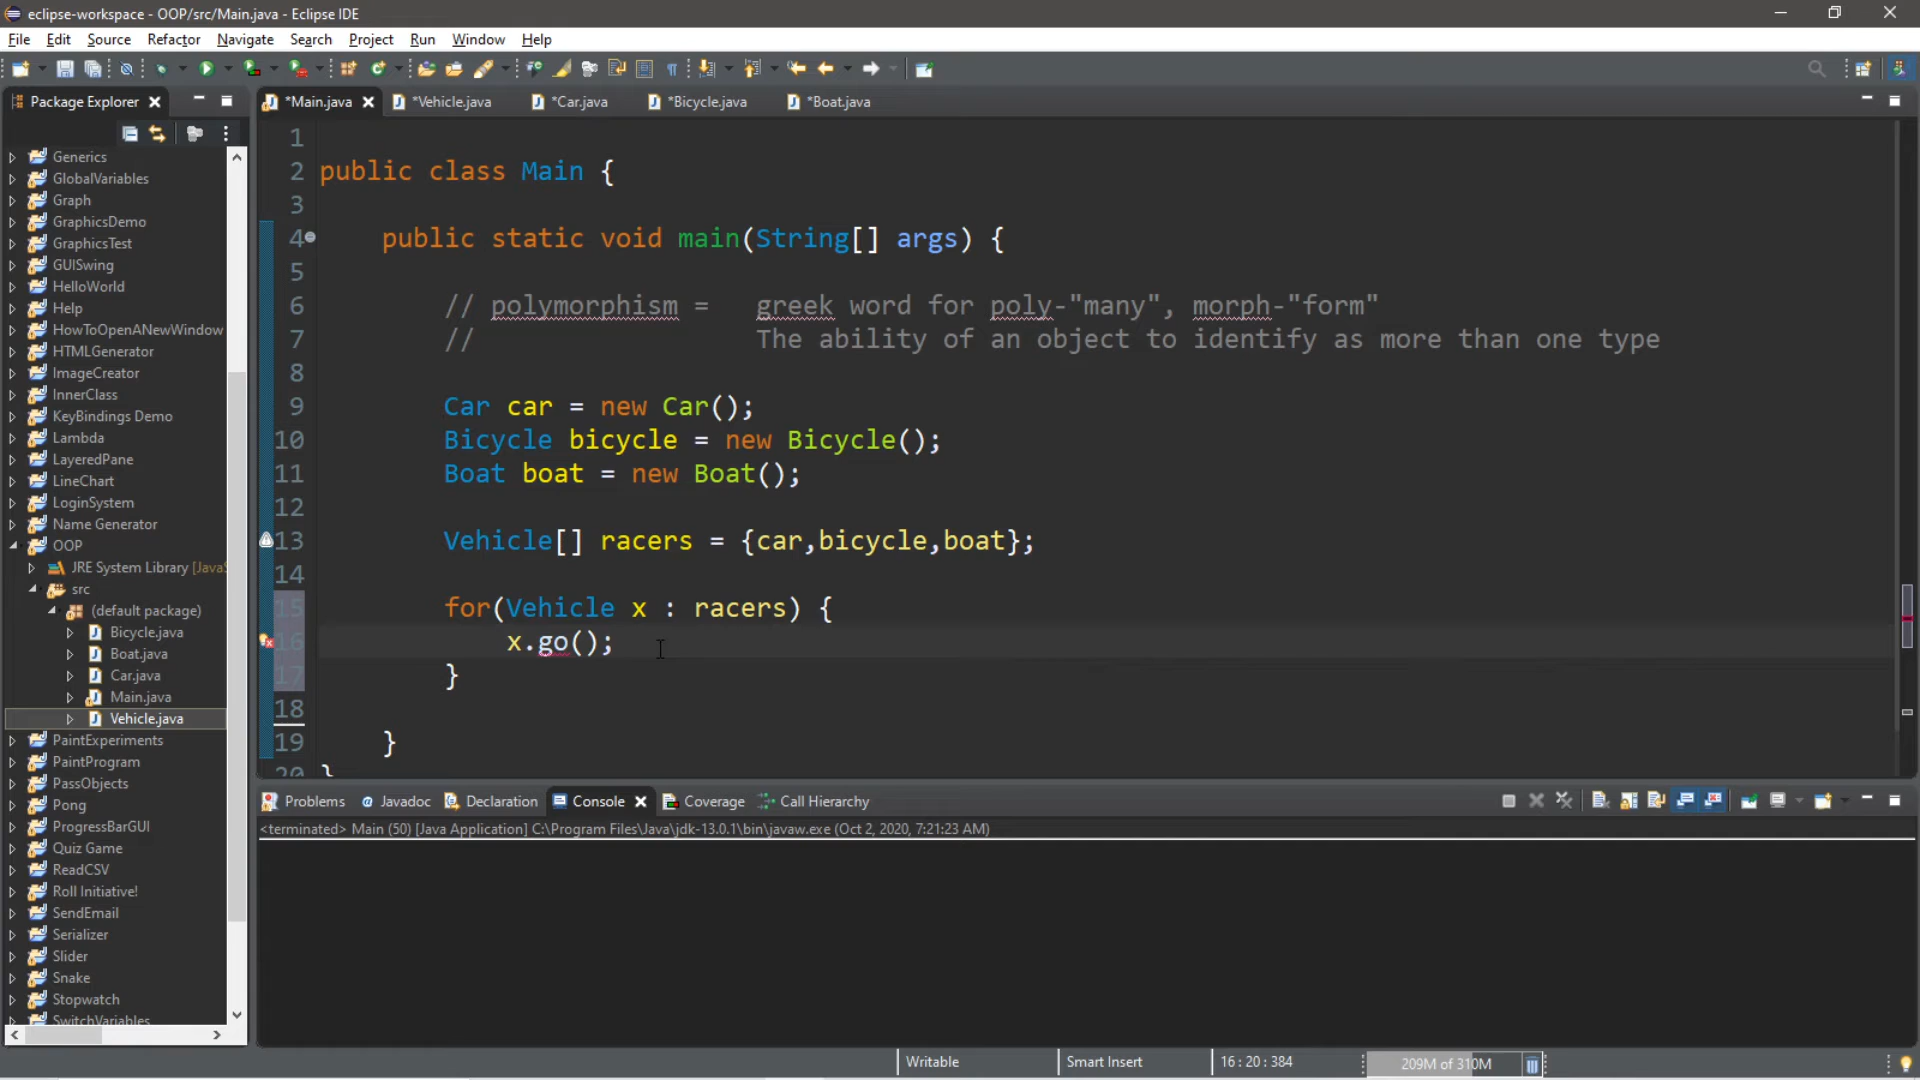 eclipse-workspace - OOP/src/Main.java - Eclipse IDE
File Edit Source Refactor Navigate Search Project Run Window Help
Package Explorer
*Main.java *Vehicle.java *Car.java *Bicycle.java *Boat.java
Generics
GlobalVariables
Graph
GraphicsDemo
GraphicsTest
GUISwing
HelloWorld
Help
HowToOpenANewWindow
HTMLGenerator
ImageCreator
InnerClass
KeyBindings Demo
Lambda
LayeredPane
LineChart
LoginSystem
Name Generator
OOP
JRE System Library [JavaS
src
(default package)
Bicycle.java
Boat.java
Car.java
Main.java
Vehicle.java
PaintExperiments
PaintProgram
PassObjects
Pong
ProgressBarGUI
Quiz Game
ReadCSV
Roll Initiative!
SendEmail
Serializer
Slider
Snake
Stopwatch
SwitchVariables
1
2 public class Main {
3
4 public static void main(String[] args) {
5
6 // polymorphism = greek word for poly-"many", morph-"form"
7 // The ability of an object to identify as more than one type
8
9 Car car = new Car();
10 Bicycle bicycle = new Bicycle();
11 Boat boat = new Boat();
12
13 Vehicle[] racers = {car,bicycle,boat};
14
15 for(Vehicle x : racers) {
16 x.go();
17 }
18
19 }
20 }
Problems Javadoc Declaration Console Coverage Call Hierarchy
<terminated> Main (50) [Java Application] C:\Program Files\Java\jdk-13.0.1\bin\javaw.exe (Oct 2, 2020, 7:21:23 AM)
Writable Smart Insert 16 : 20 : 384 209M of 310M